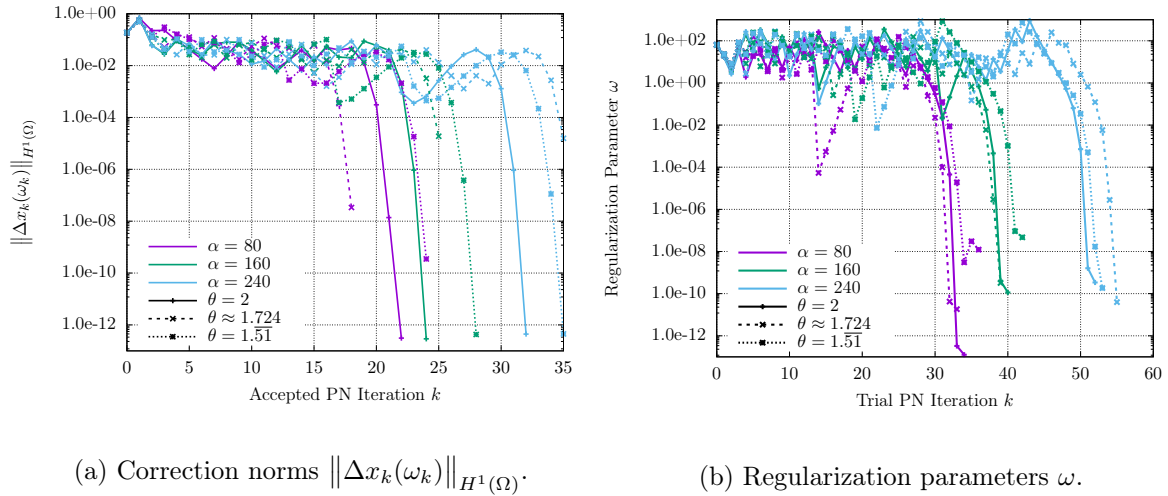 1.0e+00
1.0e-02
1.0e-04
1.0e-06
1.0e-08
1.0e-10
1.0e-12
‖Δx_k(ω_k)‖_{H^1(Ω)}
α = 80
α = 160
α = 240
θ = 2
θ ≈ 1.724
θ = 1.\overline{51}
0 5 10 15 20 25 30 35
Accepted PN Iteration k
(a) Correction norms ‖Δx_k(ω_k)‖_{H^1(Ω)}.
1.0e+02
1.0e+00
1.0e-02
1.0e-04
1.0e-06
1.0e-08
1.0e-10
1.0e-12
Regularization Parameter ω
α = 80
α = 160
α = 240
θ = 2
θ ≈ 1.724
θ = 1.\overline{51}
0 10 20 30 40 50 60
Trial PN Iteration k
(b) Regularization parameters ω.